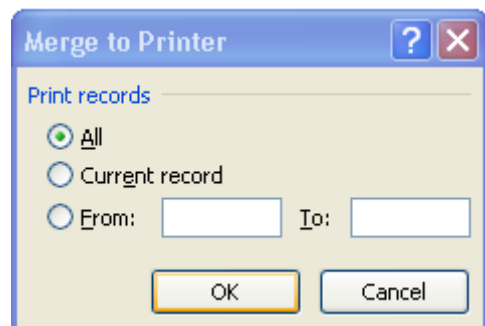 Merge to Printer ?
Print records
All
Current record
From: To:
OK Cancel